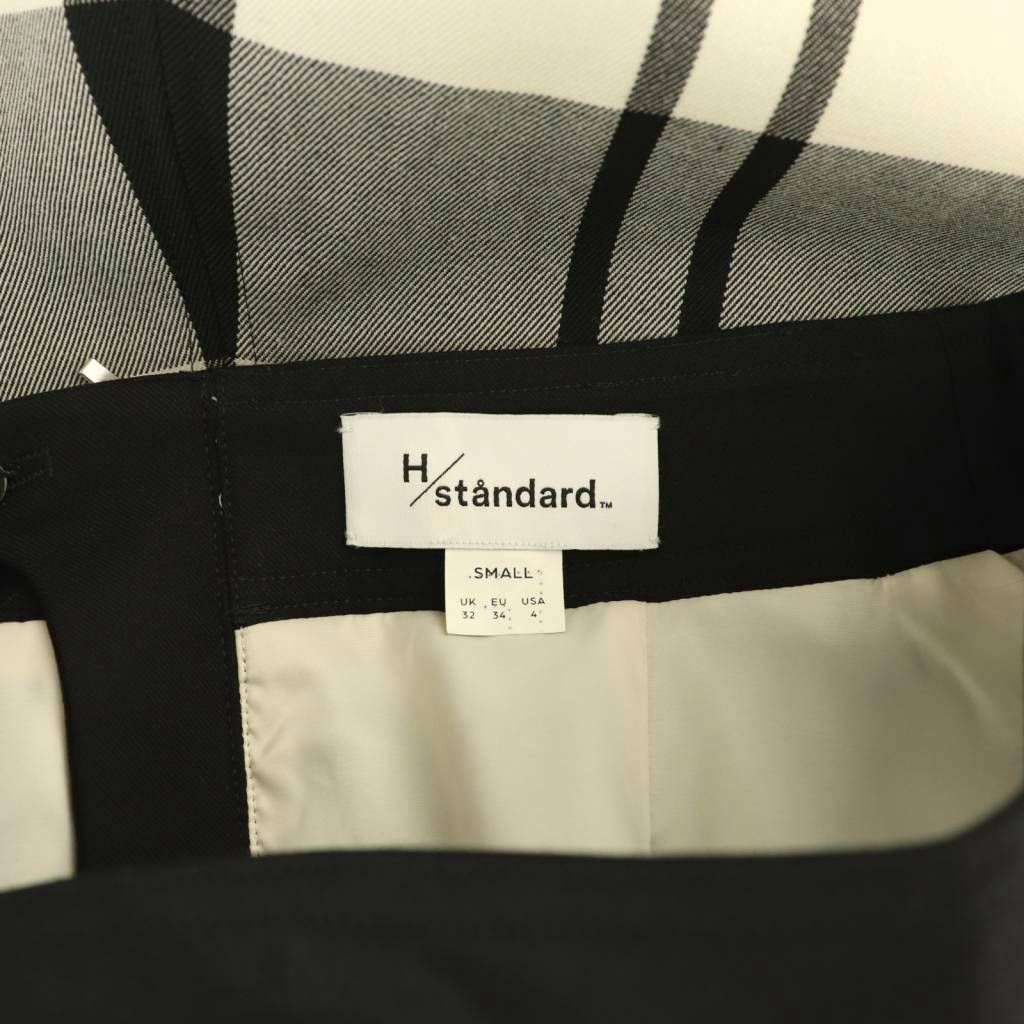 H/ståndard™
SMALL
UK EU USA
32 34 4